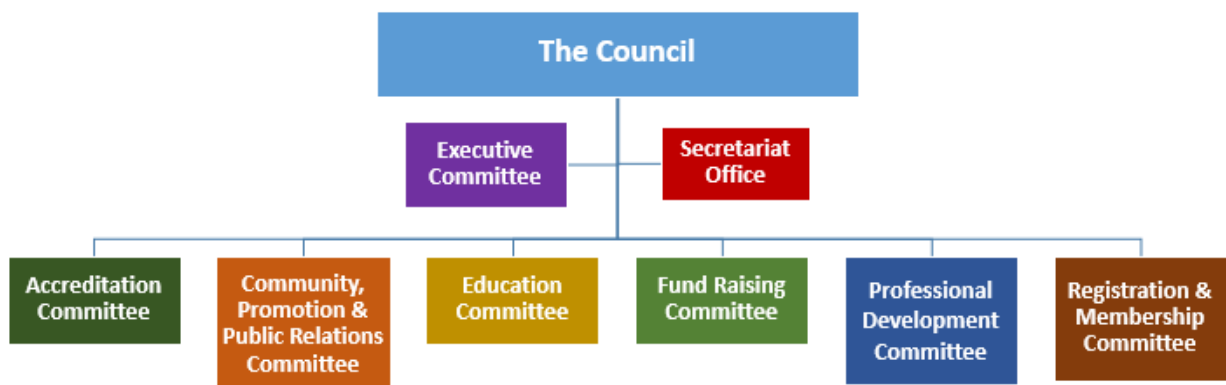 The Council
Executive
Committee
Secretariat
Office
Accreditation
Committee
Community,
Promotion &
Public Relations
Committee
Education
Committee
Fund Raising
Committee
Professional
Development
Committee
Registration &
Membership
Committee